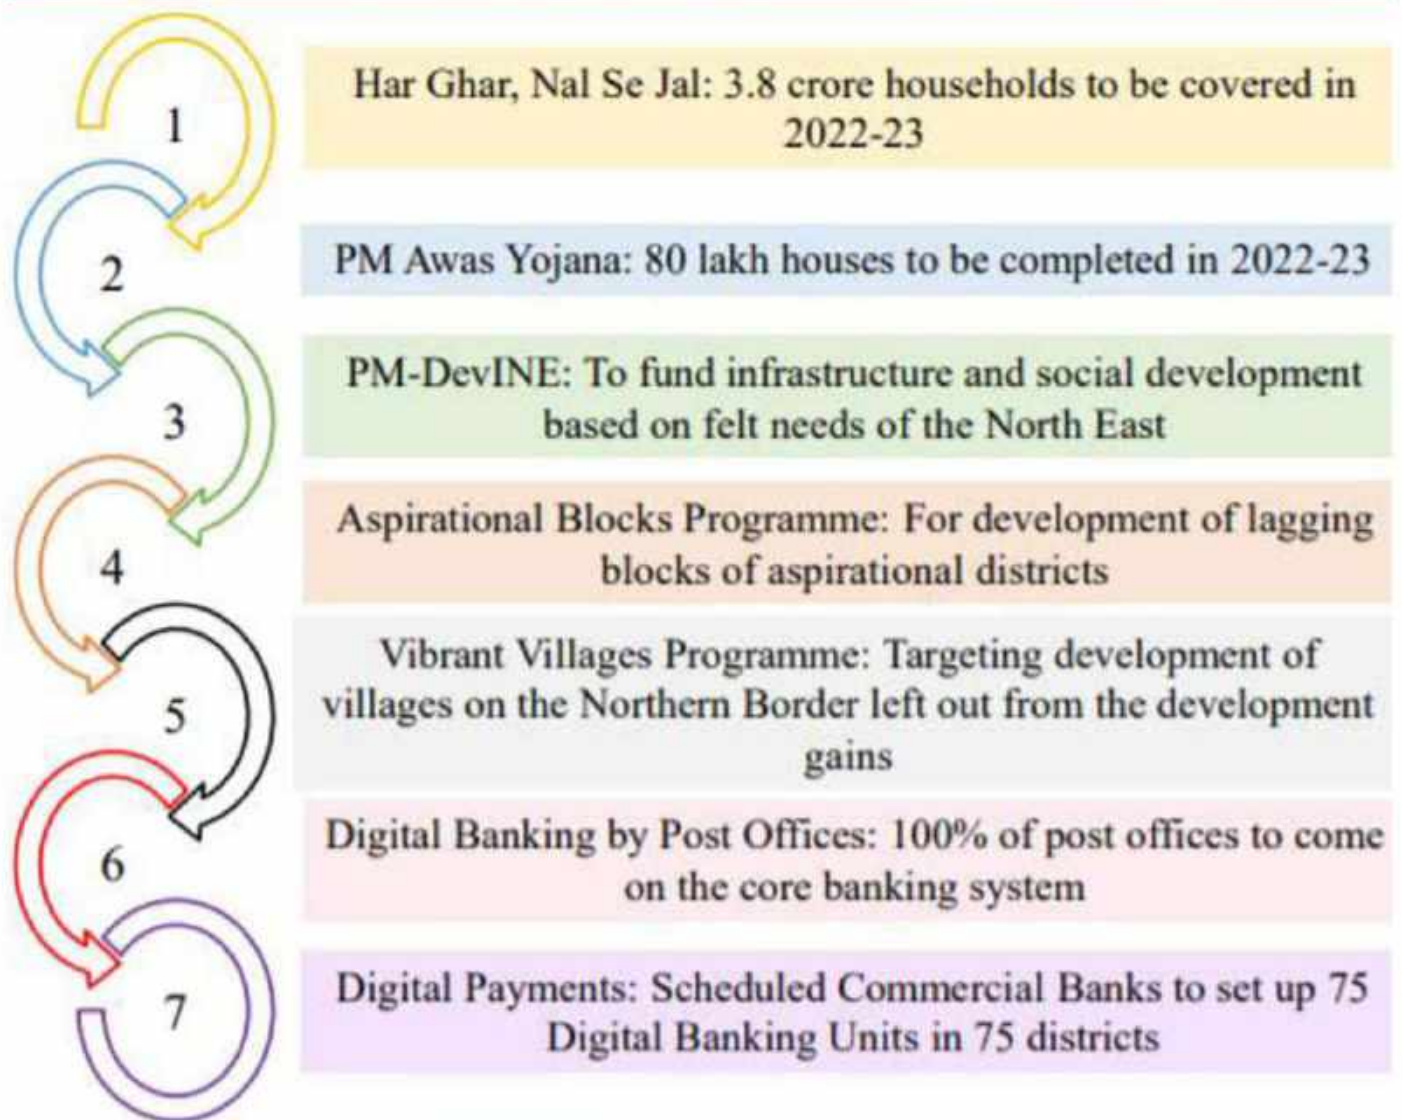 1
Har Ghar, Nal Se Jal: 3.8 crore households to be covered in
2022-23
2
PM Awas Yojana: 80 lakh houses to be completed in 2022-23
3
PM-DevINE: To fund infrastructure and social development
based on felt needs of the North East
4
Aspirational Blocks Programme: For development of lagging
blocks of aspirational districts
5
Vibrant Villages Programme: Targeting development of
villages on the Northern Border left out from the development
gains
6
Digital Banking by Post Offices: 100% of post offices to come
on the core banking system
7
Digital Payments: Scheduled Commercial Banks to set up 75
Digital Banking Units in 75 districts